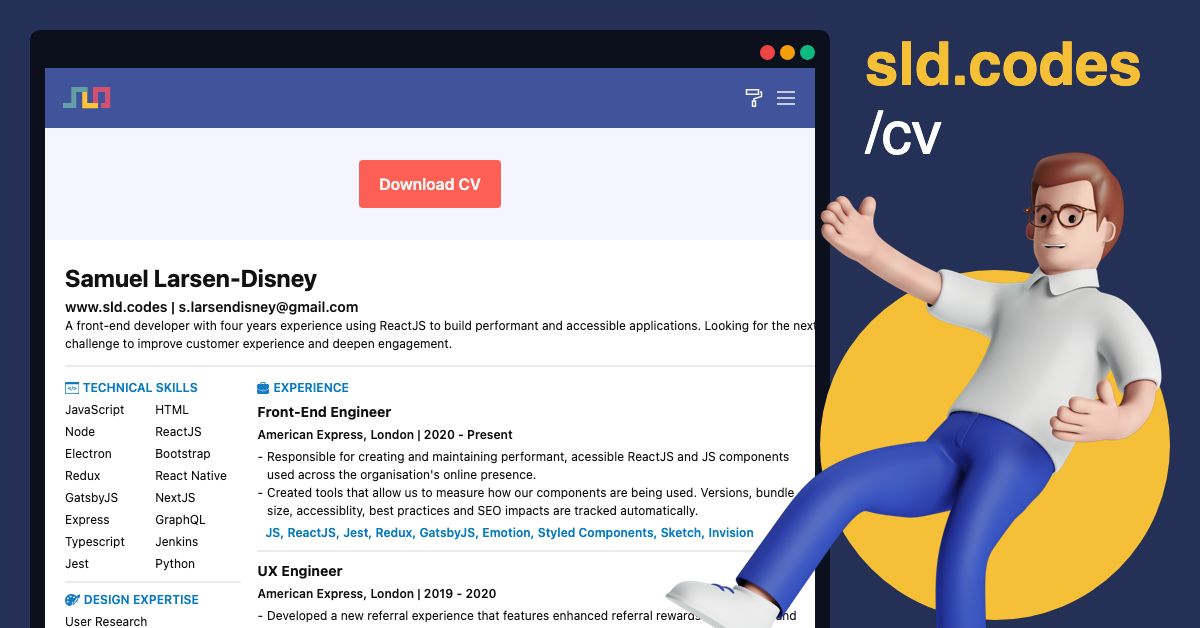 sld.codes
/cv
SLD
Download CV
Samuel Larsen-Disney
www.sld.codes | s.larsendisney@gmail.com
A front-end developer with four years experience using ReactJS to build performant and accessible applications. Looking for the next
challenge to improve customer experience and deepen engagement.
TECHNICAL SKILLS
JavaScript HTML
Node ReactJS
Electron Bootstrap
Redux React Native
GatsbyJS NextJS
Express GraphQL
Typescript Jenkins
Jest Python
DESIGN EXPERTISE
User Research
EXPERIENCE
Front-End Engineer
American Express, London | 2020 - Present
- Responsible for creating and maintaining performant, acessible ReactJS and JS components
used across the organisation's online presence.
- Created tools that allow us to measure how our components are being used. Versions, bundle
size, accessiblity, best practices and SEO impacts are tracked automatically.
JS, ReactJS, Jest, Redux, GatsbyJS, Emotion, Styled Components, Sketch, Invision
UX Engineer
American Express, London | 2019 - 2020
- Developed a new referral experience that features enhanced referral rewards